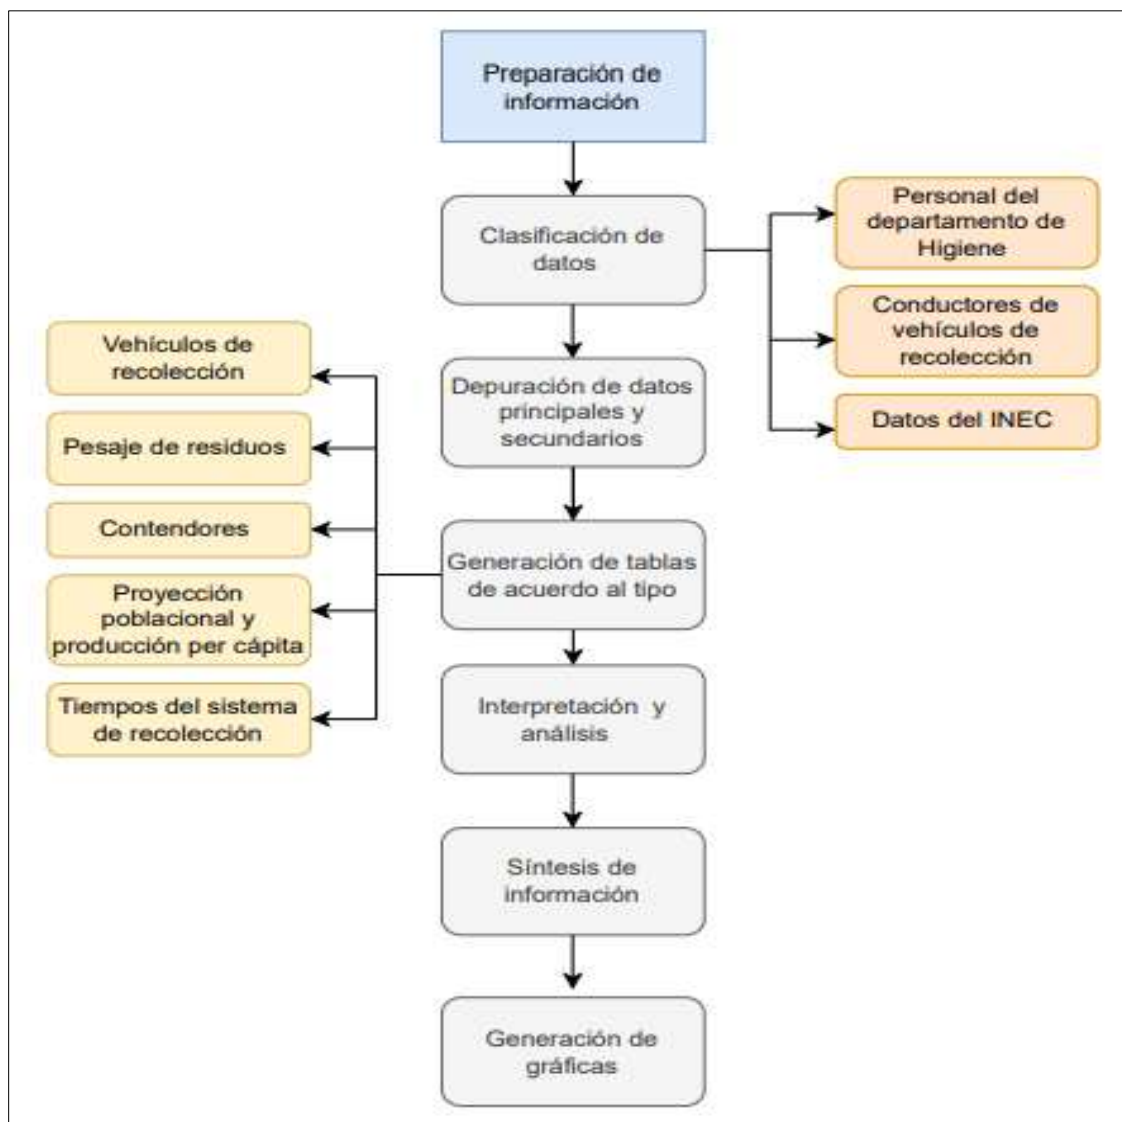 Preparación de
información
Clasificación de
datos
Personal del
departamento de
Higiene
Conductores de
vehículos de
recolección
Datos del INEC
Depuración de datos
principales y
secundarios
Generación de tablas
de acuerdo al tipo
Vehículos de
recolección
Pesaje de residuos
Contendores
Proyección
poblacional y
producción per cápita
Tiempos del sistema
de recolección
Interpretación y
análisis
Síntesis de
información
Generación de
gráficas